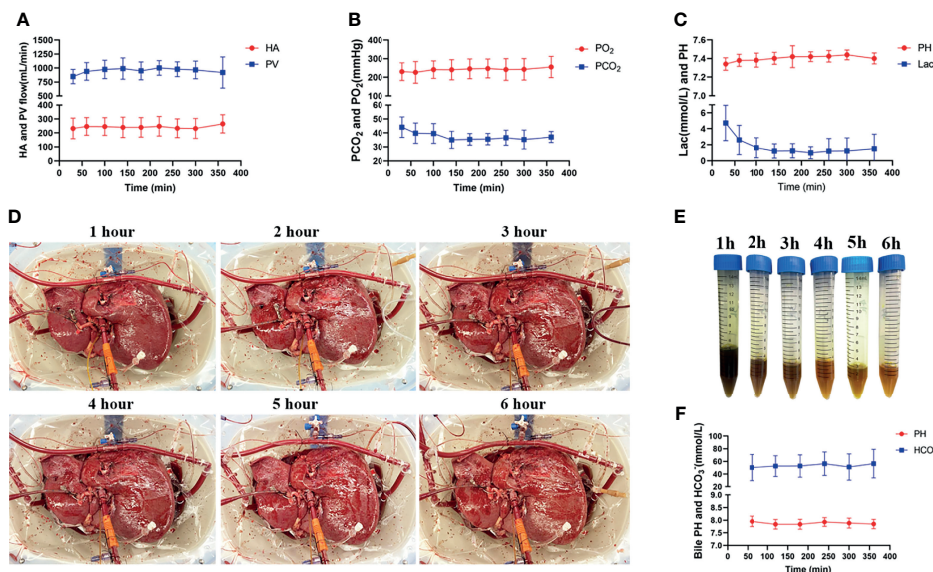 A
HA
PV
HA and PV flow(mL/min)
1250
1000
750
500
400
300
200
100
0
0 50 100 150 200 250 300 350 400
Time (min)
B
PO2
PCO2
PCO2 and PO2(mmHg)
400
300
200
100
0
60
50
40
30
20
0 50 100 150 200 250 300 350 400
Time (min)
C
PH
Lac
Lac(mmol/L) and PH
7.6
7.4
7.2
7.0
6
4
2
0
0 50 100 150 200 250 300 350 400
Time (min)
D
1 hour 2 hour 3 hour
4 hour 5 hour 6 hour
E
1h 2h 3h 4h 5h 6h
F
PH
HCO
Bile PH and HCO3-(mmol/L)
100
80
60
40
20
9.0
8.5
8.0
7.5
7.0
0 50 100 150 200 250 300 350 400
Time (min)